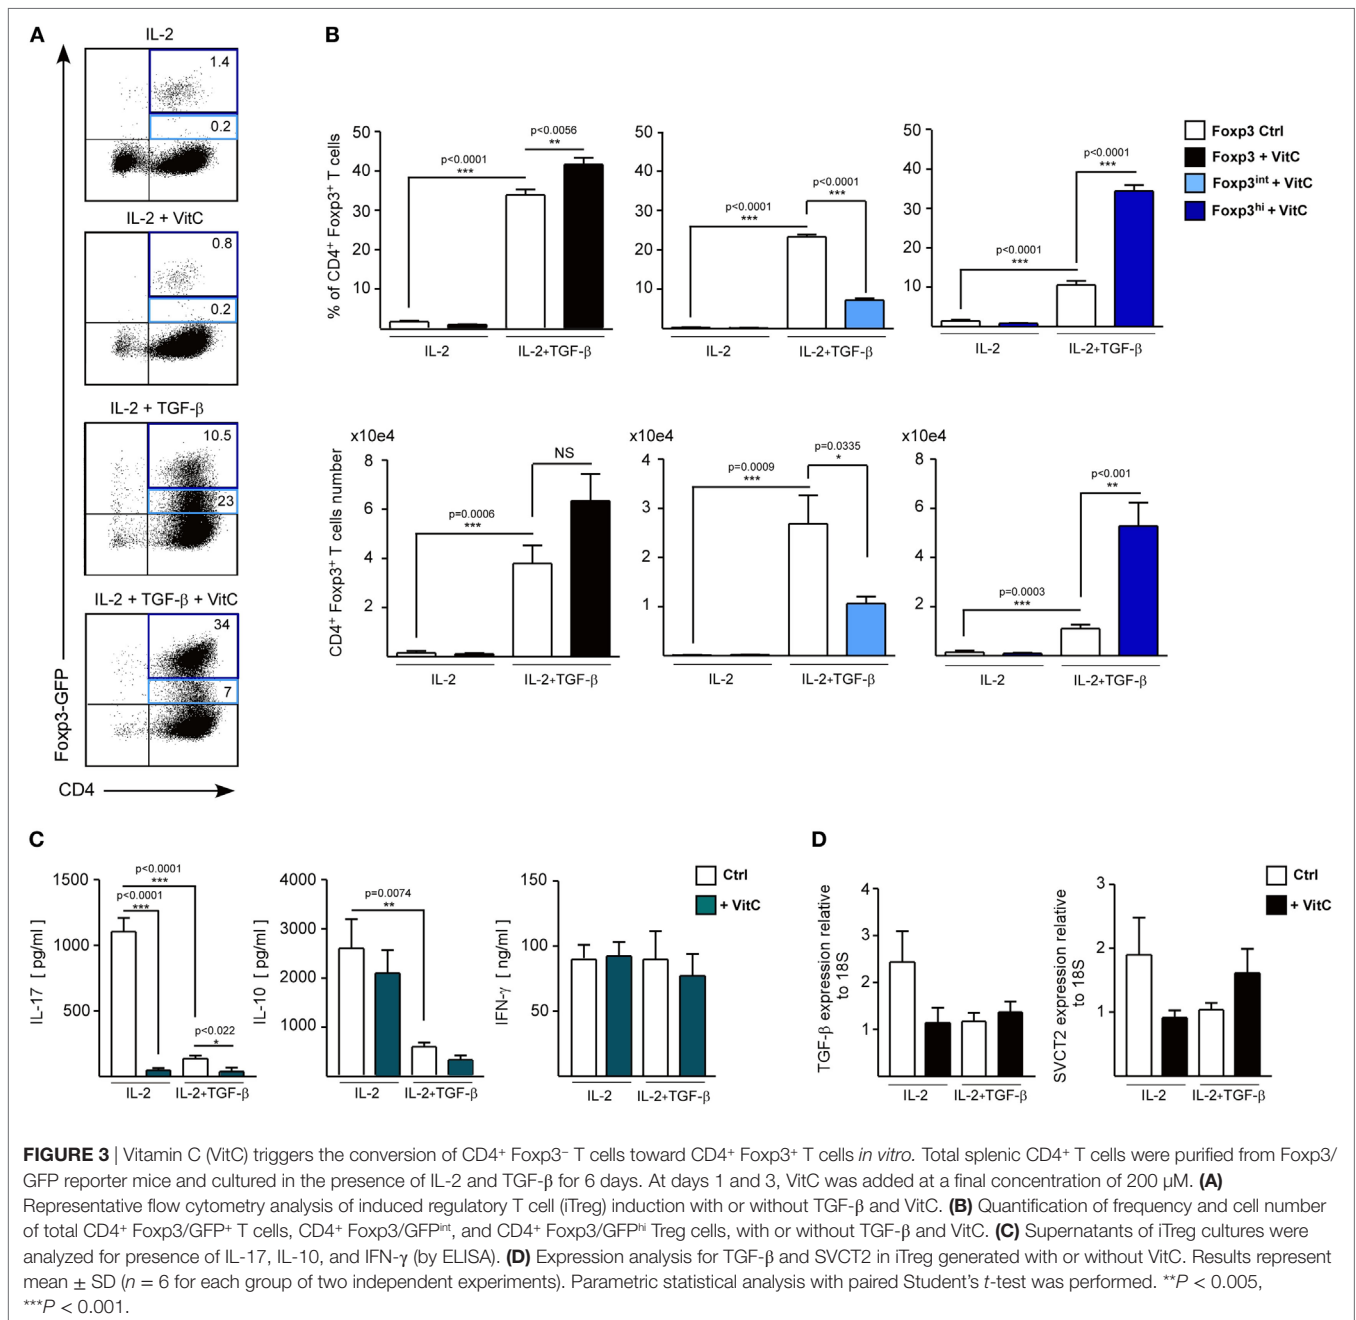 A
IL-2
1.4
0.2
IL-2 + VitC
0.8
0.2
IL-2 + TGF-β
10.5
23
IL-2 + TGF-β + VitC
34
7
Foxp3-GFP
CD4
B
% of CD4⁺ Foxp3⁺ T cells
50
40
30
20
10
p<0.0001
***
p<0.0056
**
IL-2
IL-2+TGF-β
50
40
30
20
10
p<0.0001
***
p<0.0001
***
IL-2
IL-2+TGF-β
50
40
30
20
10
p<0.0001
***
p<0.0001
***
IL-2
IL-2+TGF-β
Foxp3 Ctrl
Foxp3 + VitC
Foxp3ⁱⁿᵗ + VitC
Foxp3ʰⁱ + VitC
CD4⁺ Foxp3⁺ T cells number
x10e4
8
6
4
2
p=0.0006
***
NS
IL-2
IL-2+TGF-β
x10e4
4
3
2
1
p=0.0009
***
p=0.0335
*
IL-2
IL-2+TGF-β
x10e4
8
6
4
2
p=0.0003
***
p<0.001
**
IL-2
IL-2+TGF-β
C
IL-17 [ pg/ml ]
1500
1000
500
p<0.0001
***
p<0.0001
***
p<0.022
*
IL-2
IL-2+TGF-β
IL-10 [ pg/ml ]
4000
3000
2000
1000
p=0.0074
**
IL-2
IL-2+TGF-β
IFN-γ [ ng/ml ]
150
100
50
IL-2
IL-2+TGF-β
Ctrl
+ VitC
D
TGF-β expression relative
to 18S
4
3
2
1
IL-2
IL-2+TGF-β
SVCT2 expression relative
to 18S
3
2
1
IL-2
IL-2+TGF-β
Ctrl
+ VitC
FIGURE 3 | Vitamin C (VitC) triggers the conversion of CD4⁺ Foxp3⁻ T cells toward CD4⁺ Foxp3⁺ T cells in vitro. Total splenic CD4⁺ T cells were purified from Foxp3/
GFP reporter mice and cultured in the presence of IL-2 and TGF-β for 6 days. At days 1 and 3, VitC was added at a final concentration of 200 μM. (A)
Representative flow cytometry analysis of induced regulatory T cell (iTreg) induction with or without TGF-β and VitC. (B) Quantification of frequency and cell number
of total CD4⁺ Foxp3/GFP⁺ T cells, CD4⁺ Foxp3/GFPⁱⁿᵗ, and CD4⁺ Foxp3/GFPʰⁱ Treg cells, with or without TGF-β and VitC. (C) Supernatants of iTreg cultures were
analyzed for presence of IL-17, IL-10, and IFN-γ (by ELISA). (D) Expression analysis for TGF-β and SVCT2 in iTreg generated with or without VitC. Results represent
mean ± SD (n = 6 for each group of two independent experiments). Parametric statistical analysis with paired Student's t-test was performed. **P < 0.005,
***P < 0.001.